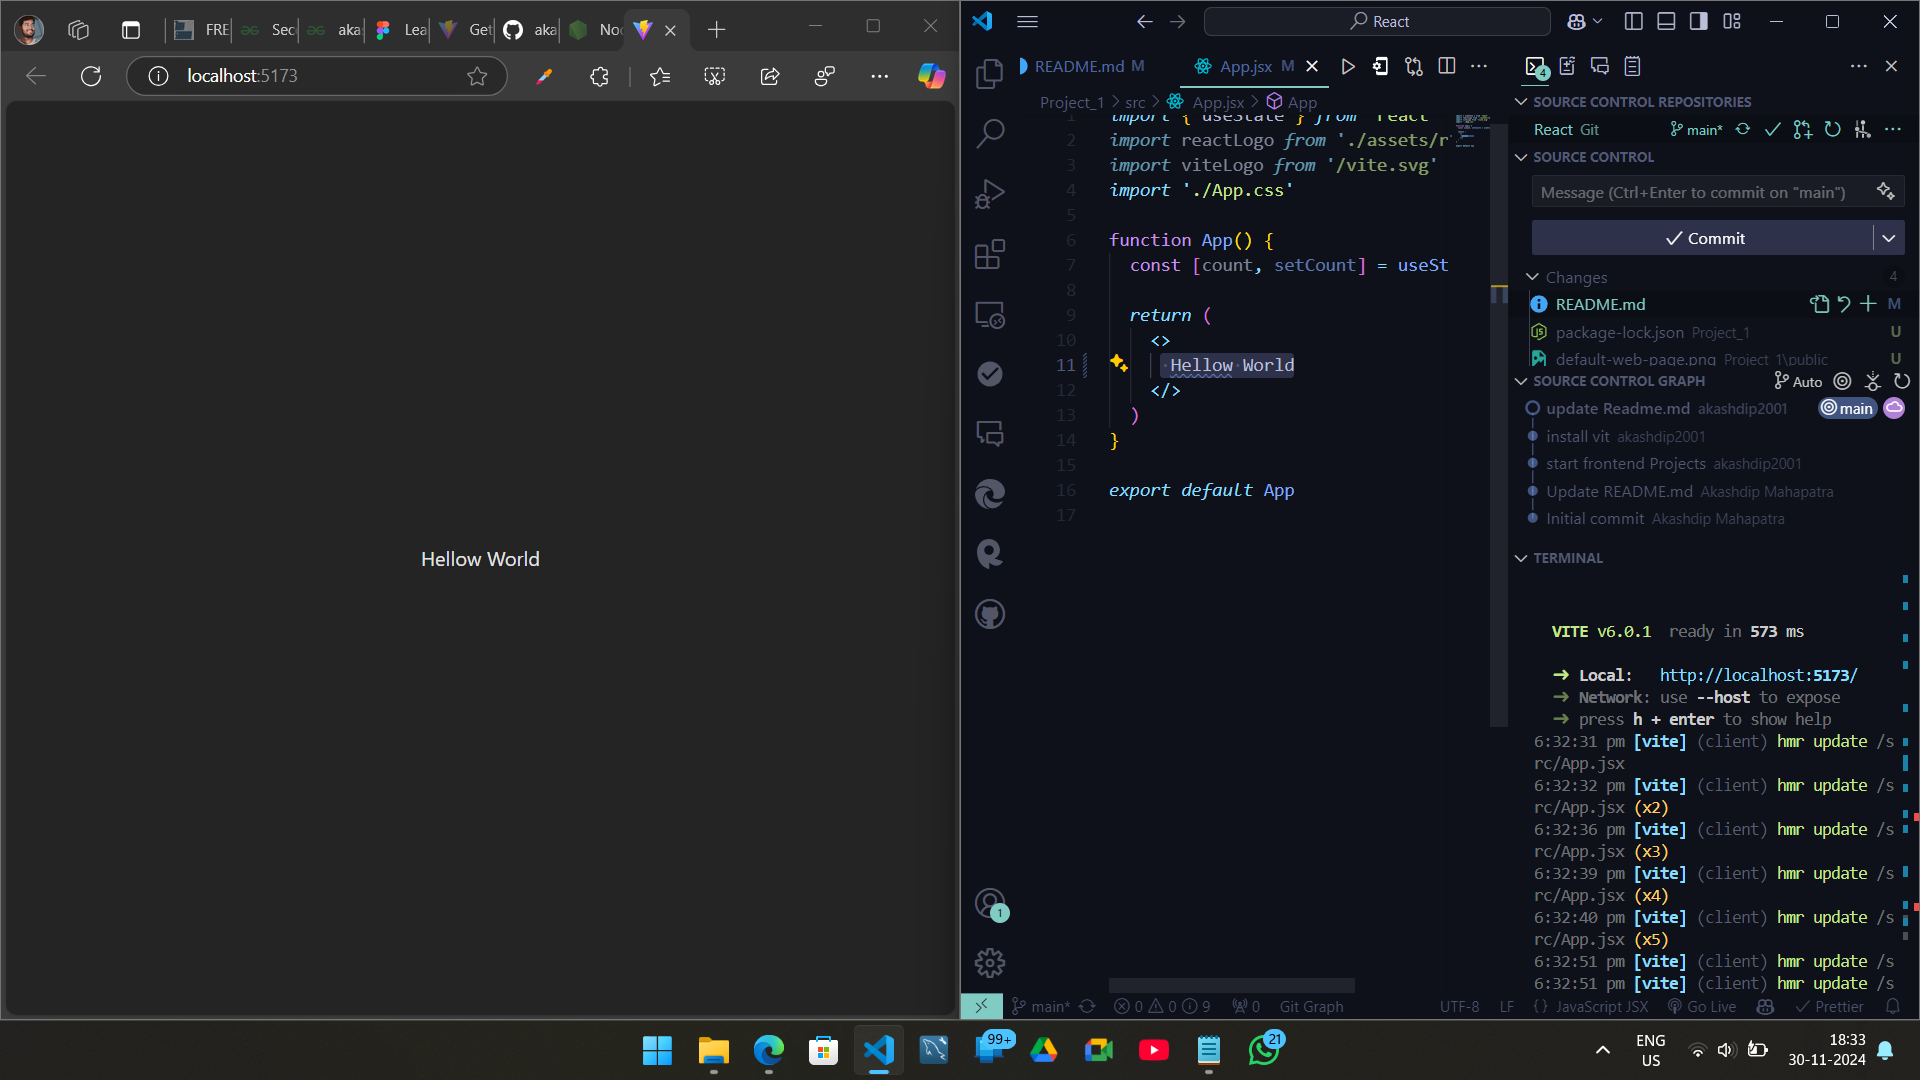 FRE
Sec
aka
Lea
Get
aka
Noc
localhost:5173
Hellow World
React
README.md M
App.jsx M
Project_1 > src > App.jsx > App
1 import { useState } from 'react'
2 import reactLogo from './assets/r
3 import viteLogo from '/vite.svg'
4 import './App.css'
5
6 function App() {
7 const [count, setCount] = useSt
8
9 return (
10 <>
11 Hellow World
12 </>
13 )
14 }
15
16 export default App
17
1
4
SOURCE CONTROL REPOSITORIES
React Git main*
SOURCE CONTROL
Message (Ctrl+Enter to commit on "main")
Commit
Changes 4
README.md M
package-lock.json Project_1 U
default-web-page.png Project_1\public U
SOURCE CONTROL GRAPH Auto
update Readme.md akashdip2001 main
install vit akashdip2001
start frontend Projects akashdip2001
Update README.md Akashdip Mahapatra
Initial commit Akashdip Mahapatra
TERMINAL
VITE v6.0.1 ready in 573 ms
➜ Local: http://localhost:5173/
➜ Network: use --host to expose
➜ press h + enter to show help
6:32:31 pm [vite] (client) hmr update /s
rc/App.jsx
6:32:32 pm [vite] (client) hmr update /s
rc/App.jsx (x2)
6:32:36 pm [vite] (client) hmr update /s
rc/App.jsx (x3)
6:32:39 pm [vite] (client) hmr update /s
rc/App.jsx (x4)
6:32:40 pm [vite] (client) hmr update /s
rc/App.jsx (x5)
6:32:51 pm [vite] (client) hmr update /s
6:32:51 pm [vite] (client) hmr update /s
main* 0 0 9 0 Git Graph UTF-8 LF {} JavaScript JSX Go Live Prettier
99+
21
ENG
US
18:33
30-11-2024